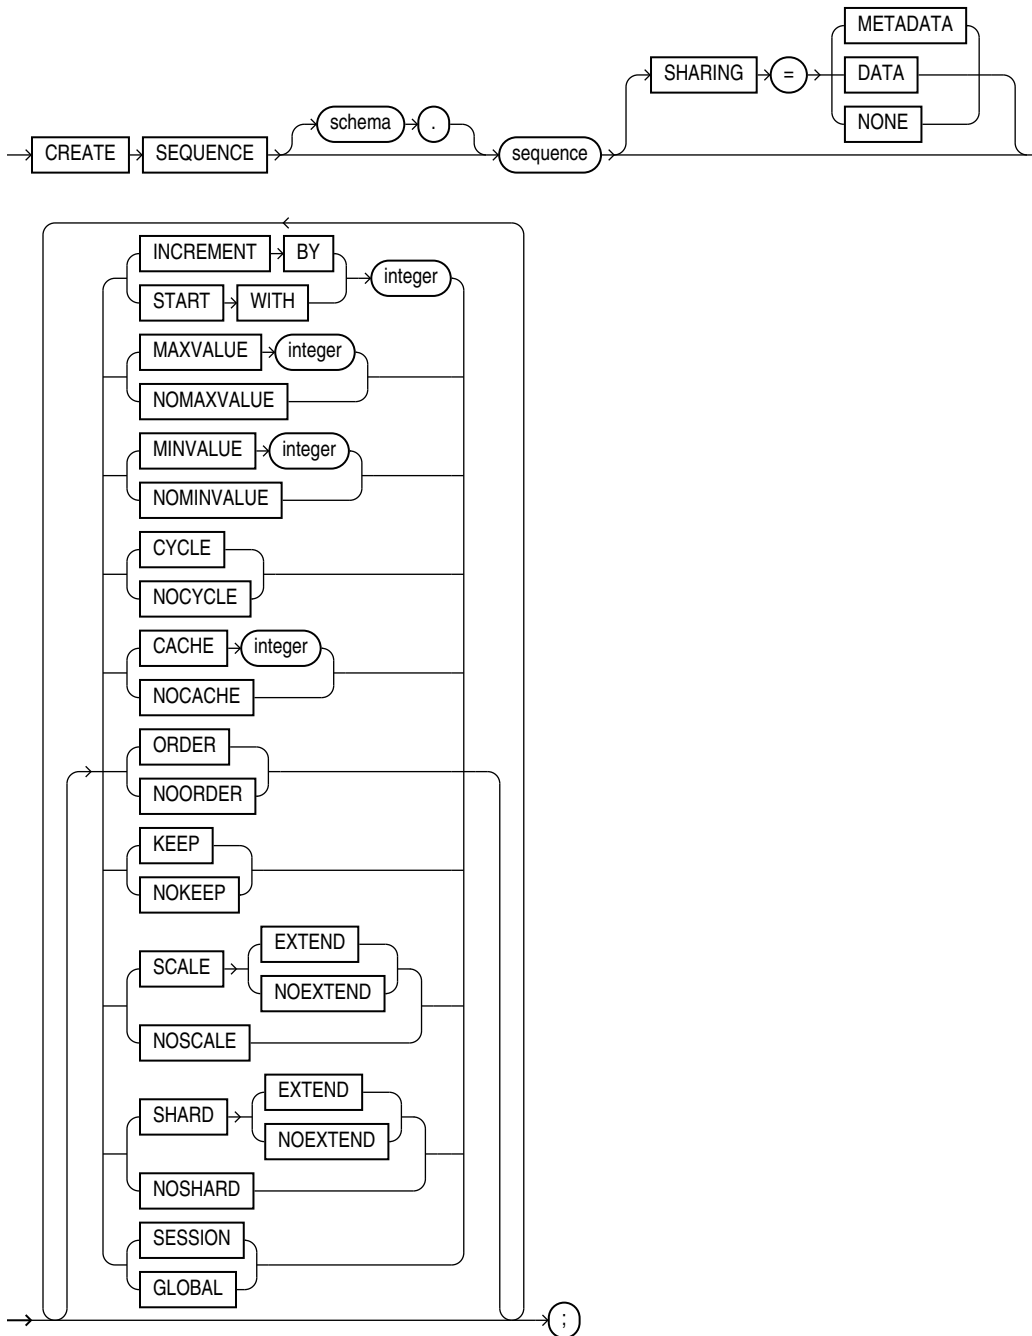 METADATA
SHARING = DATA
NONE
schema .
CREATE SEQUENCE sequence
INCREMENT BY
integer
START WITH
MAXVALUE integer
NOMAXVALUE
MINVALUE integer
NOMINVALUE
CYCLE
NOCYCLE
CACHE integer
NOCACHE
ORDER
NOORDER
KEEP
NOKEEP
EXTEND
SCALE
NOEXTEND
NOSCALE
EXTEND
SHARD
NOEXTEND
NOSHARD
SESSION
GLOBAL
;